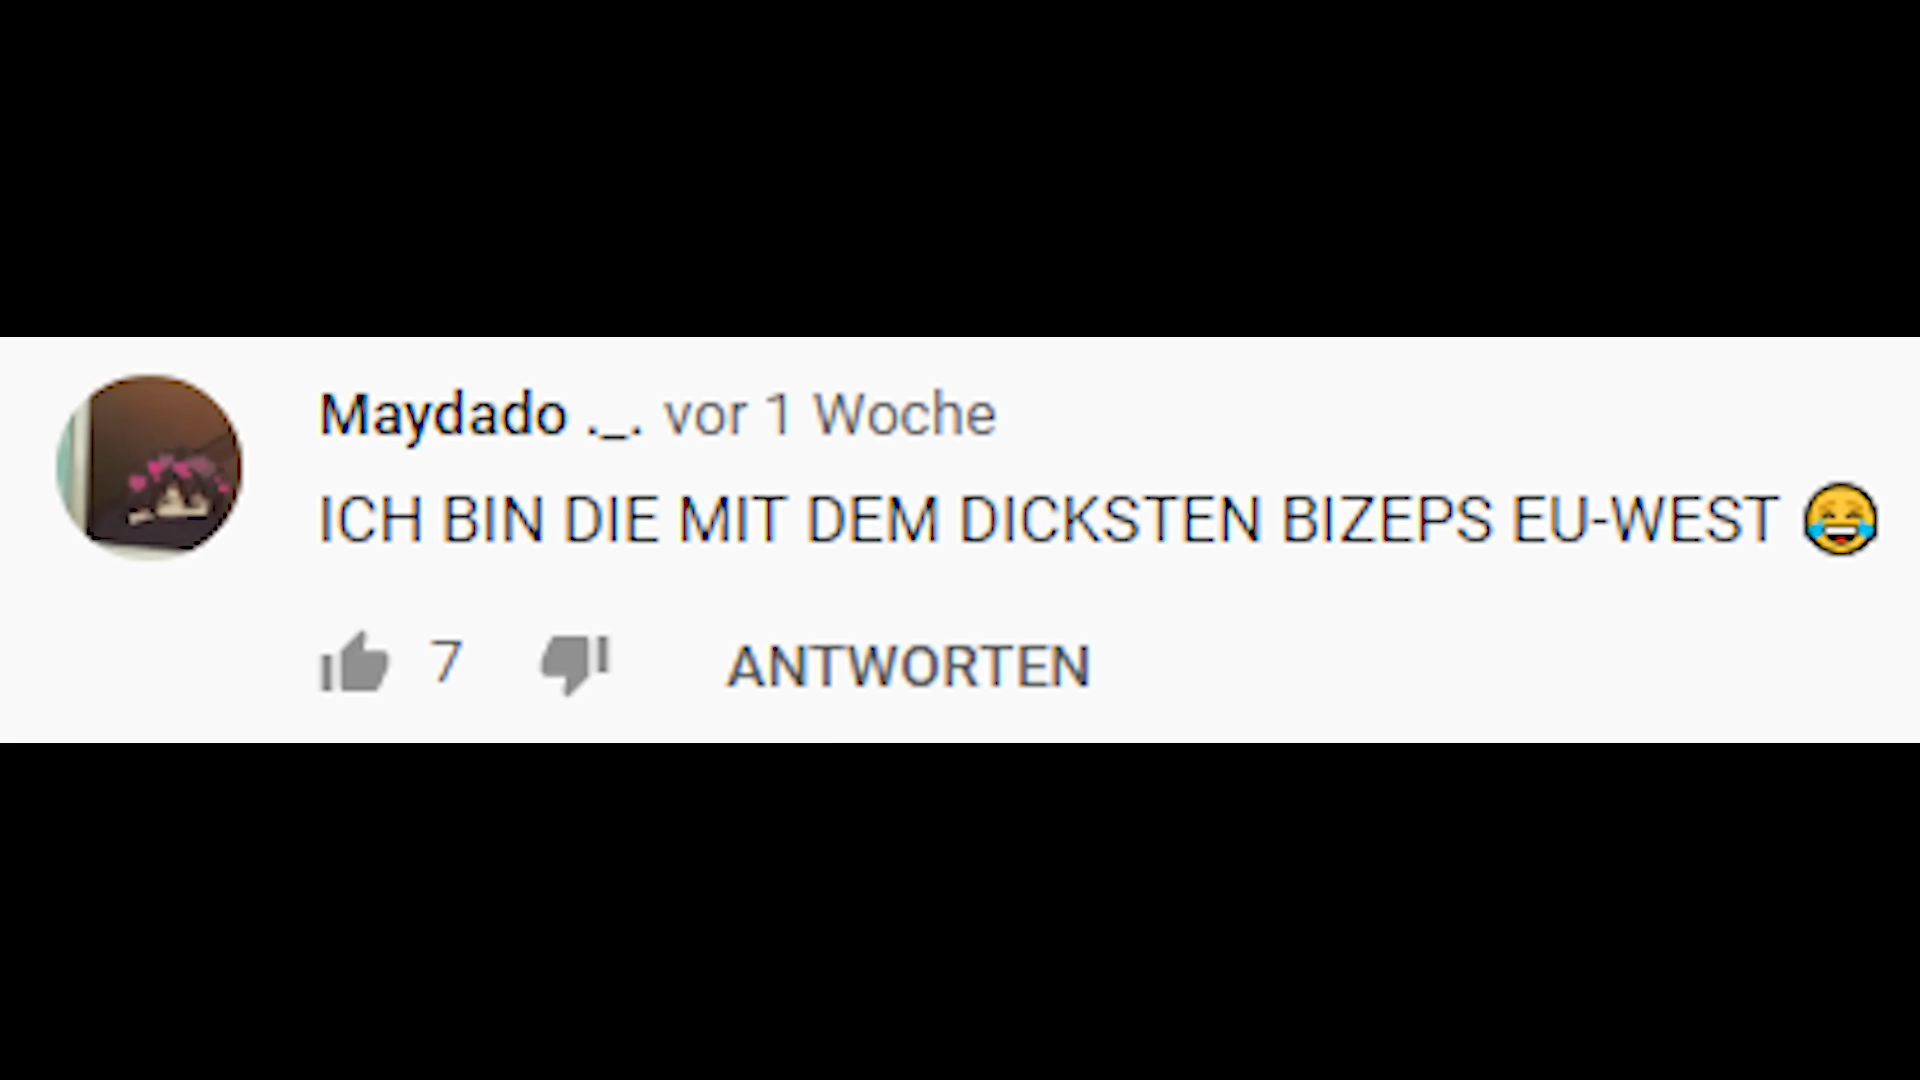 Maydado ._. vor 1 Woche
ICH BIN DIE MIT DEM DICKSTEN BIZEPS EU-WEST 😂
7 ANTWORTEN